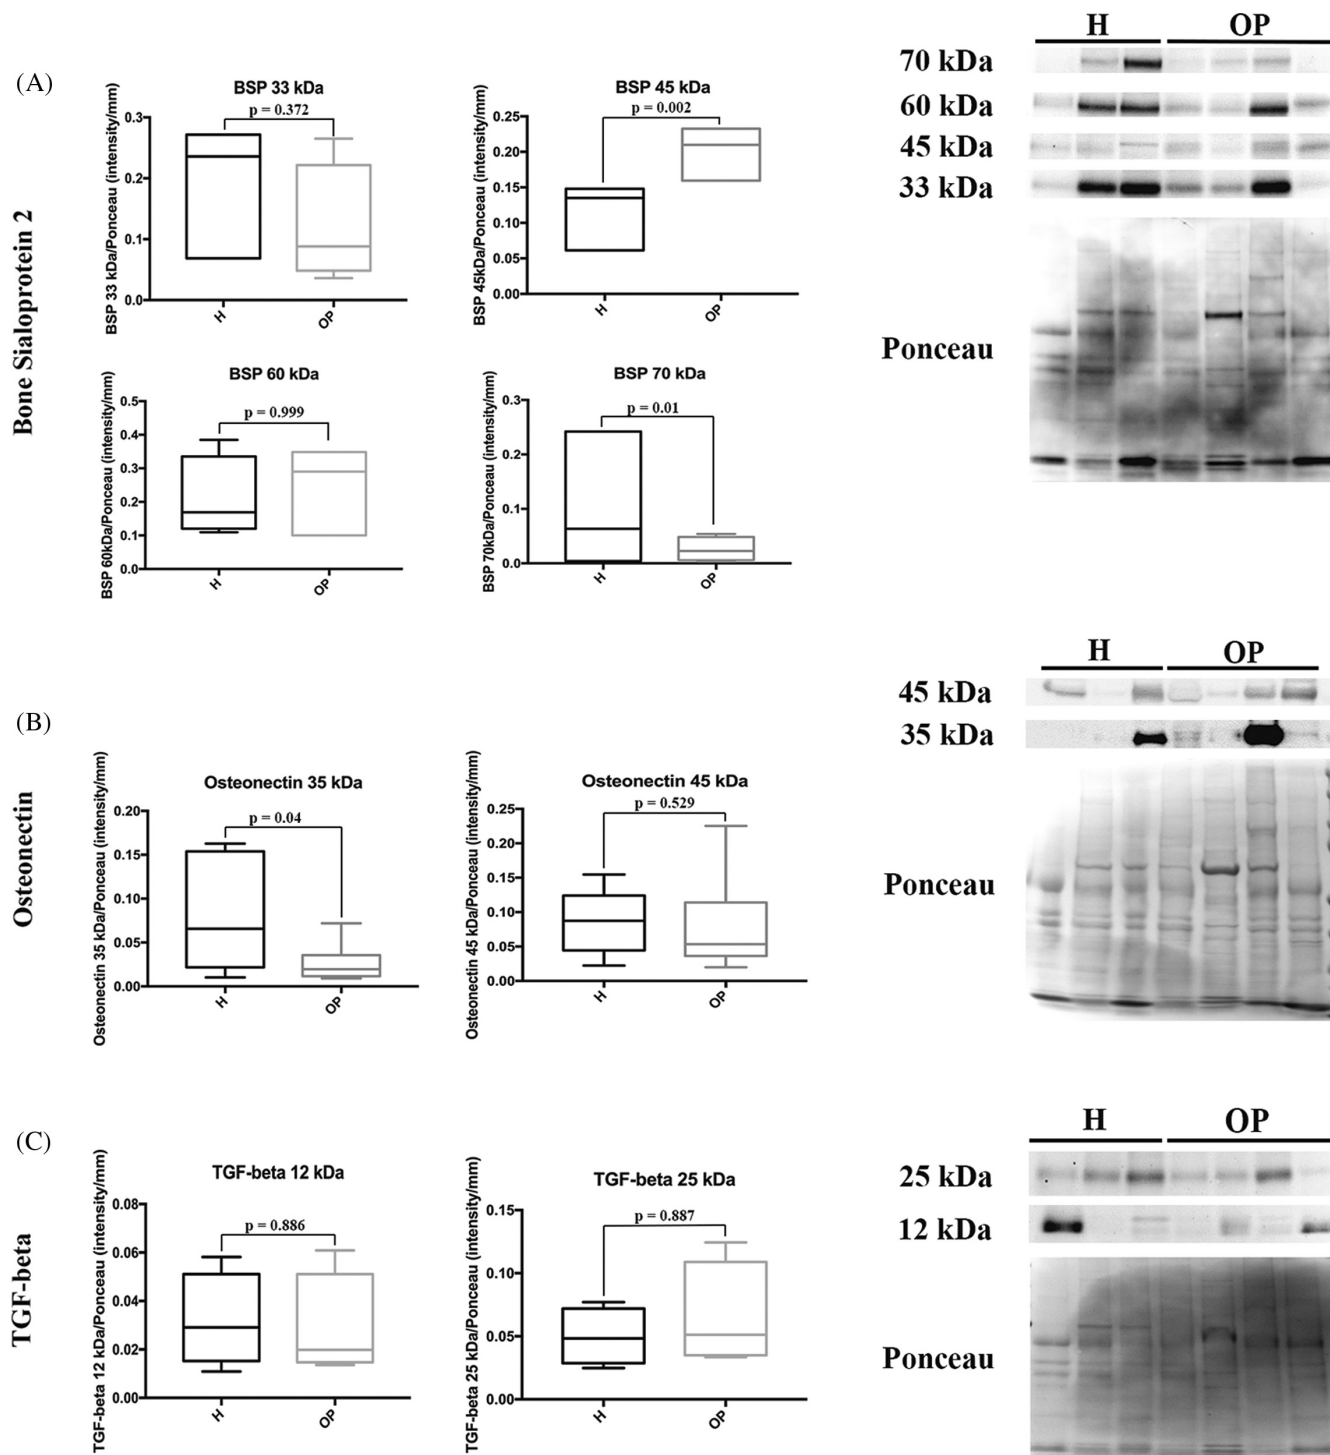 (A)
Bone Sialoprotein 2
BSP 33 kDa
p = 0.372
BSP 33 kDa/Ponceau (intensity/mm)
0.3
0.2
0.1
0.0
H
OP
BSP 45 kDa
p = 0.002
BSP 45kDa/Ponceau (intensity/mm)
0.25
0.20
0.15
0.10
0.05
0.00
H
OP
BSP 60 kDa
p = 0.999
BSP 60kDa/Ponceau (intensity/mm)
0.5
0.4
0.3
0.2
0.1
0.0
H
OP
BSP 70 kDa
p = 0.01
BSP 70kDa/Ponceau (intensity/mm)
0.3
0.2
0.1
0.0
H
OP
H OP
70 kDa
60 kDa
45 kDa
33 kDa
Ponceau
(B)
Osteonectin
Osteonectin 35 kDa
p = 0.04
Osteonectin 35 kDa/Ponceau (intensity/mm)
0.20
0.15
0.10
0.05
0.00
H
OP
Osteonectin 45 kDa
p = 0.529
Osteonectin 45 kDa/Ponceau (intensity/mm)
0.25
0.20
0.15
0.10
0.05
0.00
H
OP
H OP
45 kDa
35 kDa
Ponceau
(C)
TGF-beta
TGF-beta 12 kDa
p = 0.886
TGF-beta 12 kDa/Ponceau (intensity/mm)
0.08
0.06
0.04
0.02
0.00
H
OP
TGF-beta 25 kDa
p = 0.887
TGF-beta 25 kDa/Ponceau (intensity/mm)
0.15
0.10
0.05
0.00
H
OP
H OP
25 kDa
12 kDa
Ponceau